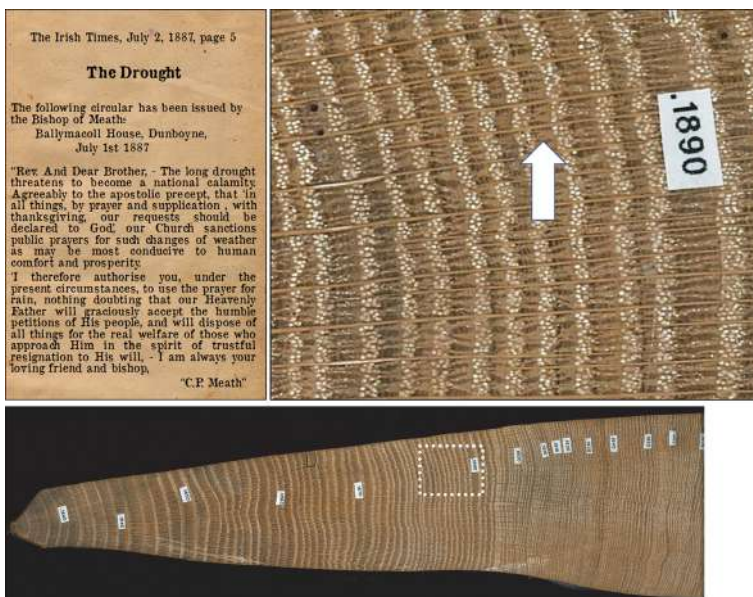 The Irish Times, July 2, 1887, page 5
The Drought
The following circular has been issued by
the Bishop of Meath:
Ballymacoll House, Dunboyne,
July 1st 1887
"Rev. And Dear Brother, - The long drought
threatens to become a national calamity.
Agreeably to the apostolic precept, that 'in
all things, by prayer and supplication , with
thanksgiving, our requests should be
declared to God', our Church sanctions
public prayers for such changes of weather
as may be most conducive to human
comfort and prosperity.
'I therefore authorise you, under the
present circumstances, to use the prayer for
rain, nothing doubting that our Heavenly
Father will graciously accept the humble
petitions of His people, and will dispose of
all things for the real welfare of those who
approach Him in the spirit of trustful
resignation to His will, - I am always your
loving friend and bishop,
"C.P. Meath"
.1890